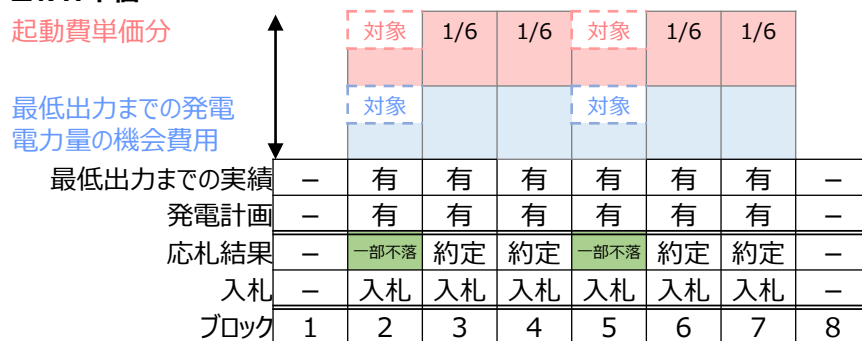 起動費単価分 対象 1/6 1/6 対象 1/6 1/6
最低出力までの発電 対象 対象
電力量の機会費用
最低出力までの実績 − 有 有 有 有 有 有 −
発電計画 − 有 有 有 有 有 有 −
応札結果 − 一部不落 約定 約定 一部不落 約定 約定 −
入札 − 入札 入札 入札 入札 入札 入札 −
ブロック 1 2 3 4 5 6 7 8